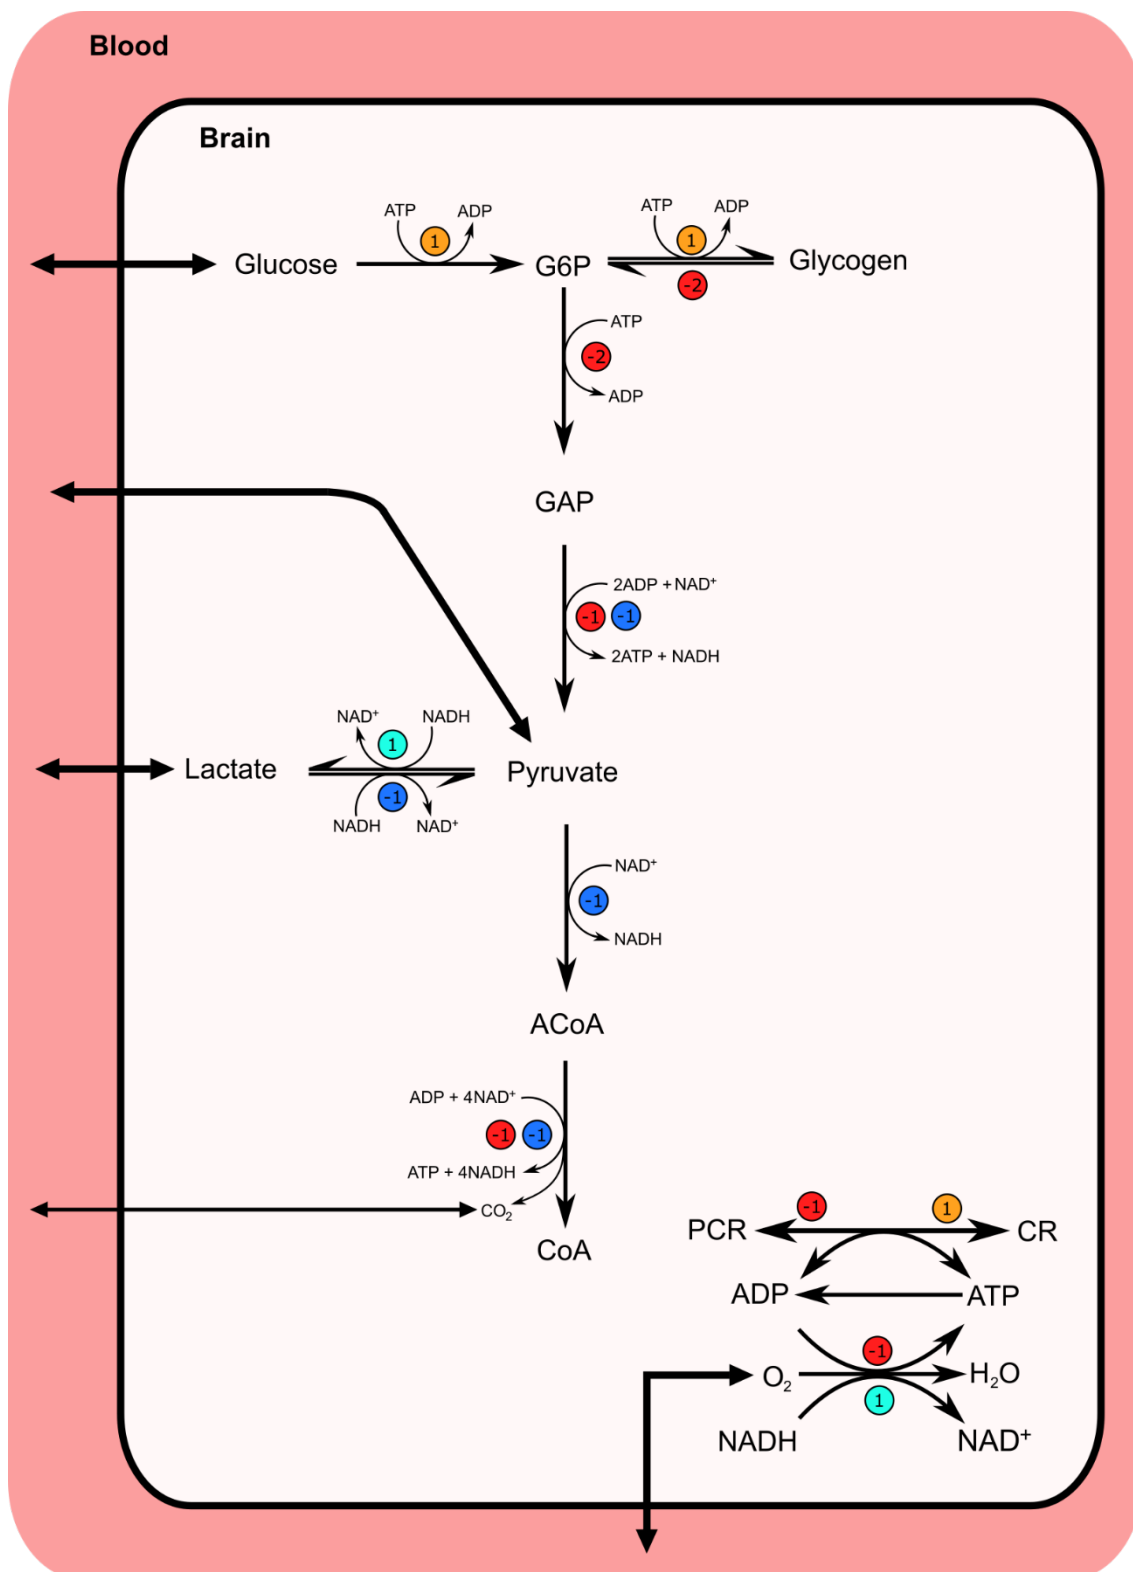 Blood
Brain
ATP ADP ATP ADP
1 1
Glucose G6P Glycogen
-2
ATP
-2
ADP
GAP
2ADP + NAD⁺
-1 -1
2ATP + NADH
NAD⁺ NADH
1
Lactate Pyruvate
-1
NADH NAD⁺
NAD⁺
-1
NADH
ACoA
ADP + 4NAD⁺
-1 -1
ATP + 4NADH
CO₂
CoA
-1 1
PCR CR
ADP ATP
-1
O₂ H₂O
1
NADH NAD⁺